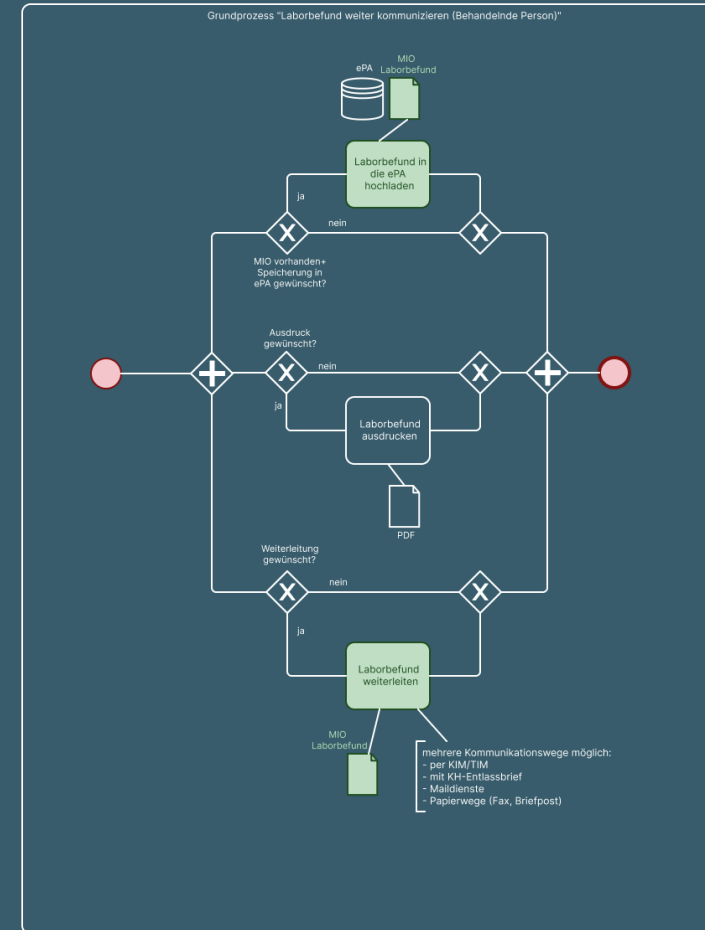 Grundprozess "Laborbefund weiter kommunizieren (Behandelnde Person)"
ePA
MIO
Laborbefund
Laborbefund in
die ePA
hochladen
ja
nein
X
X
MIO vorhanden+
Speicherung in
ePA gewünscht?
Ausdruck
gewünscht?
nein
X
X
ja
Laborbefund
ausdrucken
PDF
Weiterleitung
gewünscht?
nein
X
X
ja
Laborbefund
weiterleiten
MIO
Laborbefund
mehrere Kommunikationswege möglich:
- per KIM/TIM
- mit KH-Entlassbrief
- Maildienste
- Papierwege (Fax, Briefpost)